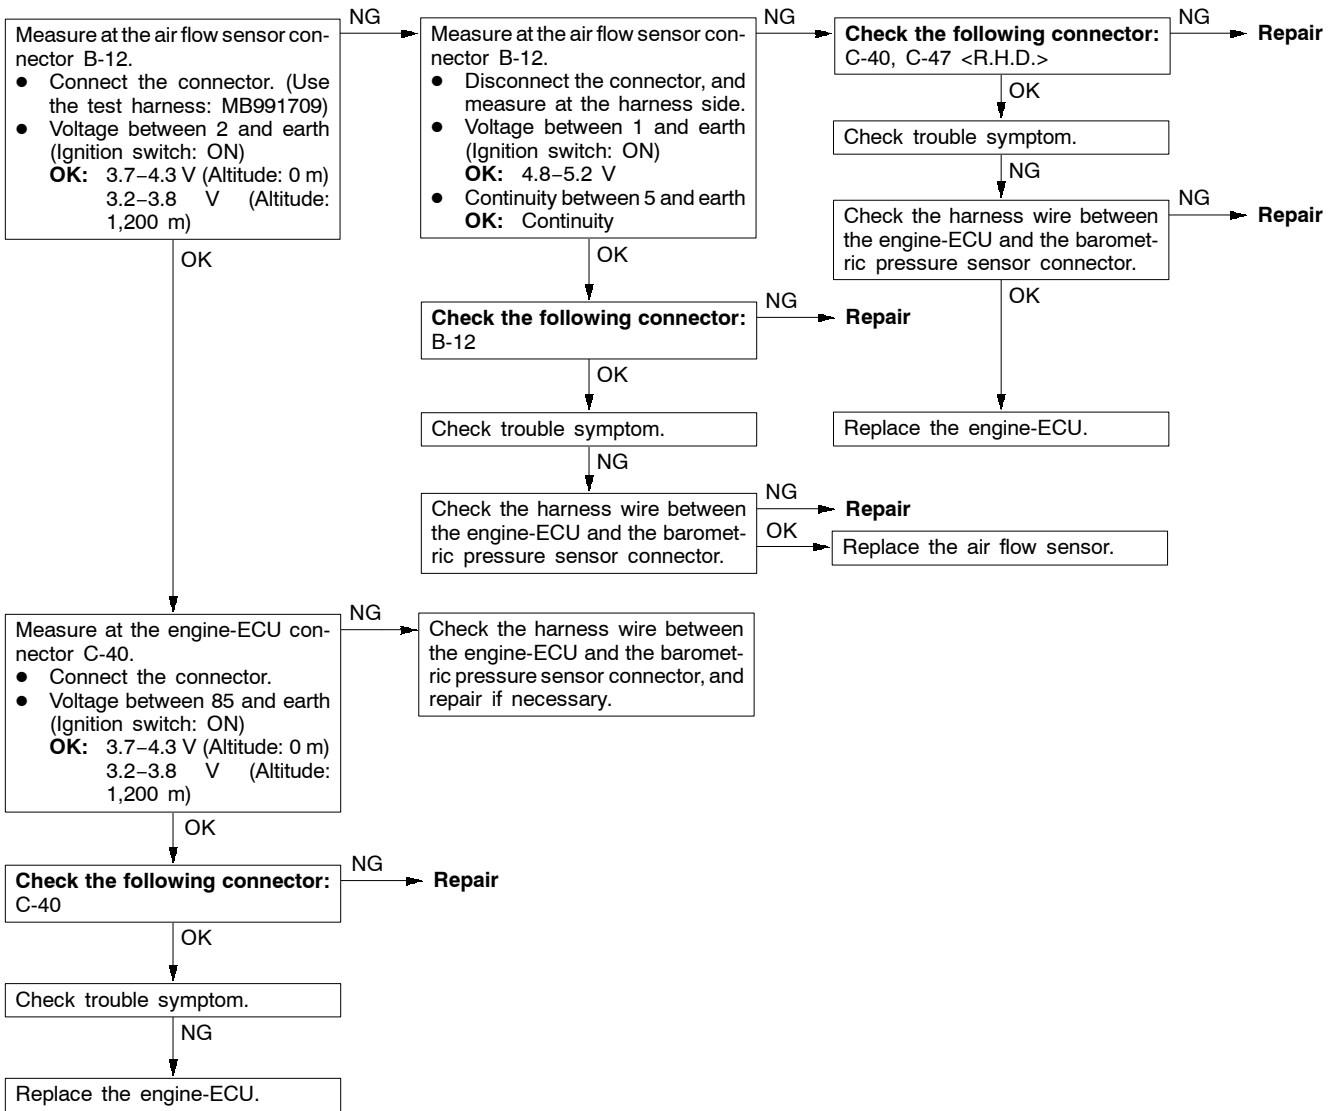 Measure at the air flow sensor con-
nector B-12.
● Connect the connector. (Use
the test harness: MB991709)
● Voltage between 2 and earth
(Ignition switch: ON)
OK: 3.7–4.3 V (Altitude: 0 m)
3.2–3.8 V (Altitude:
1,200 m)
NG
OK
Measure at the air flow sensor con-
nector B-12.
● Disconnect the connector, and
measure at the harness side.
● Voltage between 1 and earth
(Ignition switch: ON)
OK: 4.8–5.2 V
● Continuity between 5 and earth
OK: Continuity
NG
OK
Check the following connector:
C-40, C-47 <R.H.D.>
NG
Repair
OK
Check trouble symptom.
NG
Check the harness wire between
the engine-ECU and the baromet-
ric pressure sensor connector.
NG
Repair
OK
Replace the engine-ECU.
Check the following connector:
B-12
NG
Repair
OK
Check trouble symptom.
NG
Check the harness wire between
the engine-ECU and the baromet-
ric pressure sensor connector.
NG
Repair
OK
Replace the air flow sensor.
Measure at the engine-ECU con-
nector C-40.
● Connect the connector.
● Voltage between 85 and earth
(Ignition switch: ON)
OK: 3.7–4.3 V (Altitude: 0 m)
3.2–3.8 V (Altitude:
1,200 m)
NG
Check the harness wire between
the engine-ECU and the baromet-
ric pressure sensor connector, and
repair if necessary.
OK
Check the following connector:
C-40
NG
Repair
OK
Check trouble symptom.
NG
Replace the engine-ECU.